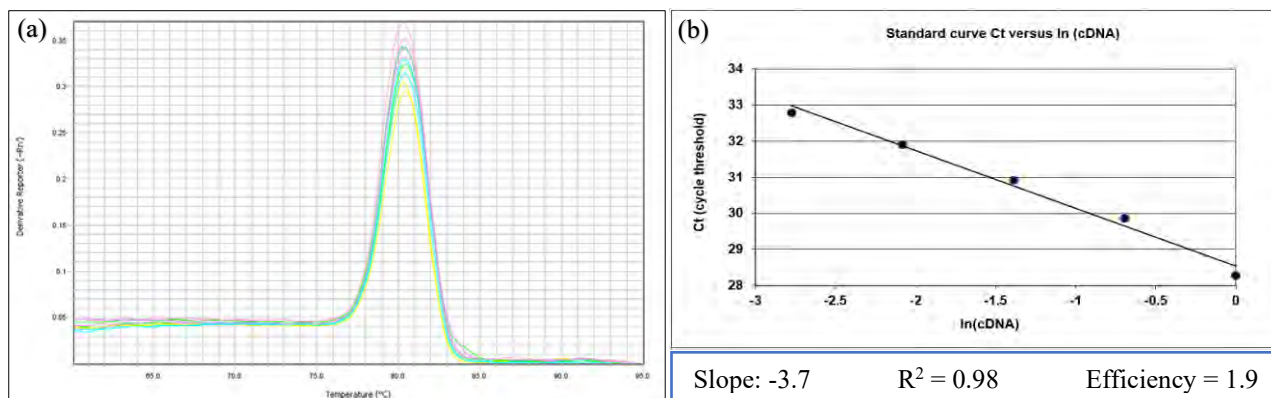 (a)
0.35
0.3
0.25
0.2
0.15
0.1
0.05
Derivative Reporter (-Rn)
65.0 70.0 75.0 80.0 85.0 90.0 95.0
Temperature (°C)
(b)
Standard curve Ct versus ln (cDNA)
34
33
32
31
30
29
28
Ct (cycle threshold)
-3 -2.5 -2 -1.5 -1 -0.5 0
ln(cDNA)
Slope: -3.7 R² = 0.98 Efficiency = 1.9